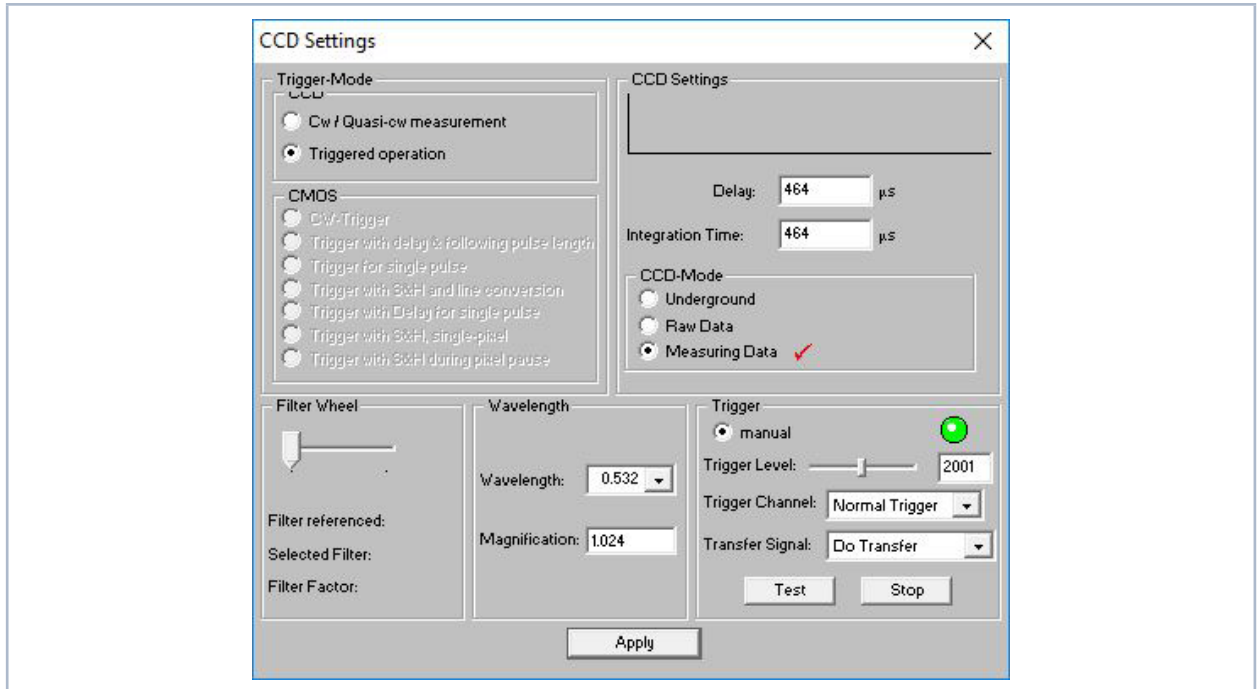 CCD Settings
Trigger-Mode
CCD
Cw / Quasi-cw measurement
Triggered operation
CMOS
CW-Trigger
Trigger with delay & following pulse length
Trigger for single pulse
Trigger with S&H and line conversion
Trigger with Delay for single pulse
Trigger with S&H, single-pixel
Trigger with S&H during pixel pause
CCD Settings
Delay: 464 µs
Integration Time: 464 µs
CCD-Mode
Underground
Raw Data
Measuring Data
Filter Wheel
Filter referenced:
Selected Filter:
Filter Factor:
Wavelength
Wavelength: 0.532
Magnification: 1.024
Trigger
manual
Trigger Level: 2001
Trigger Channel: Normal Trigger
Transfer Signal: Do Transfer
Test Stop
Apply